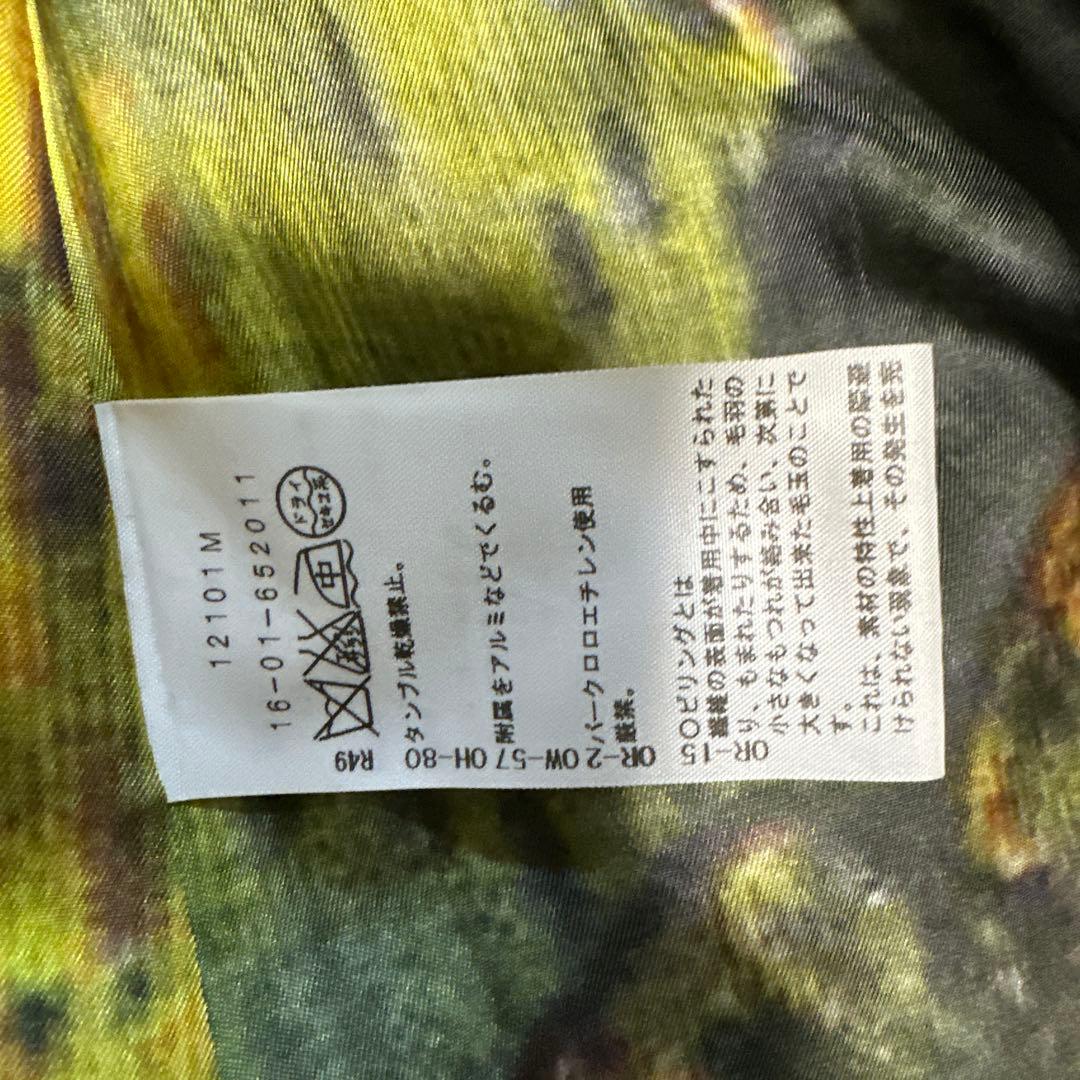 12101M
16-01-652011
エンソサラシ
中
ドライ
セキユ系
R49
○タンブル乾燥禁止。
OH-80
附属をアルミなどでくるむ。
OW-57
○パークロロエチレン使用
厳禁。
OR-2
○ピリングとは
繊維の表面が着用中にこすられた
り、もまれたりするため、毛羽の
小さなもつれが絡み合い、次第に
大きくなって出来た毛玉のことで
す。
これは、素材の特性上着用の際避
けられない現象で、その発生を完
OR-15